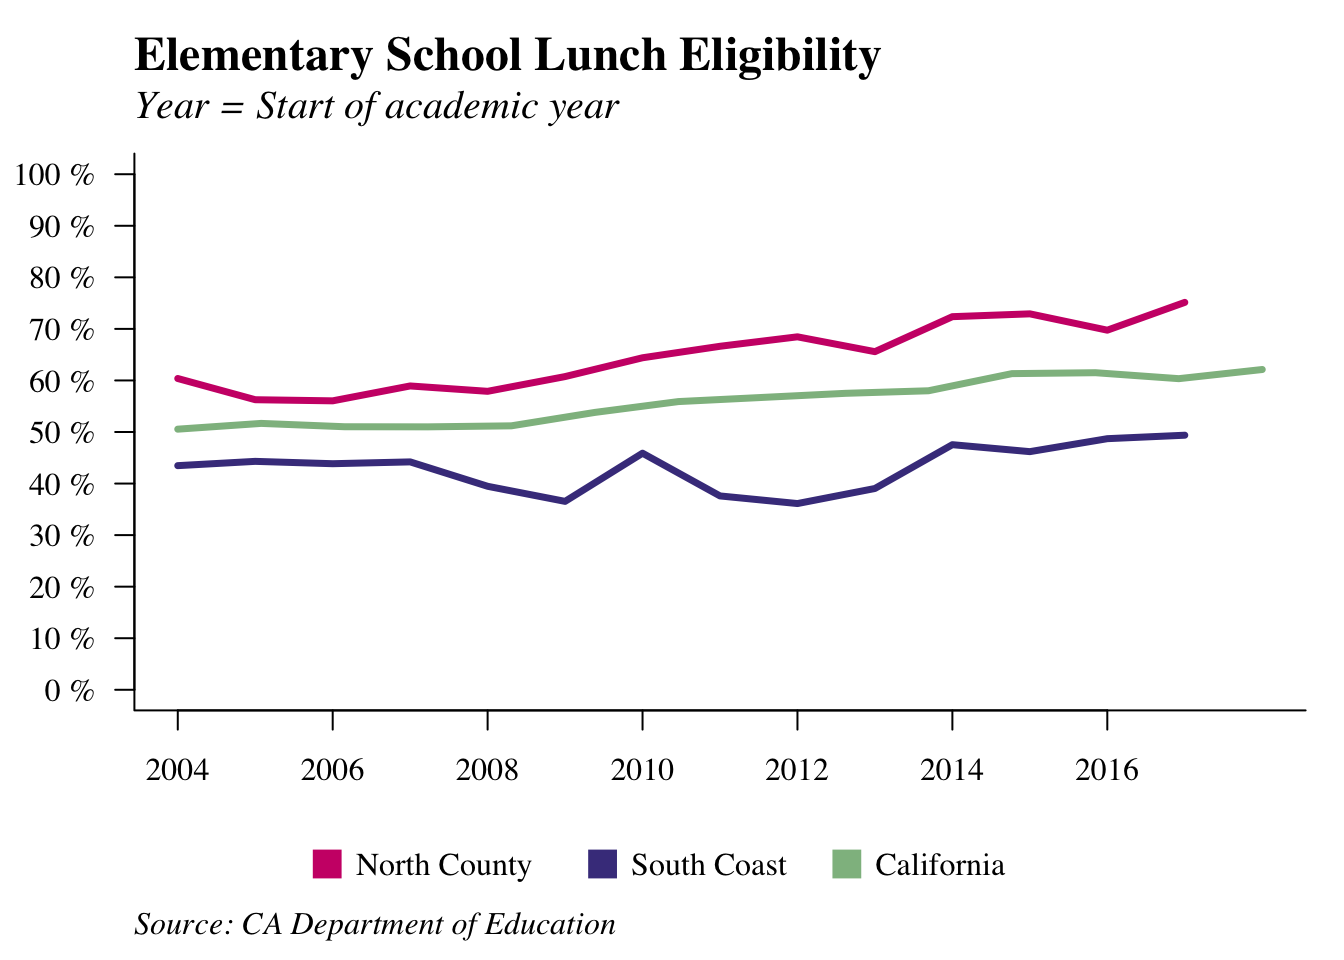 Elementary School Lunch Eligibility
Year = Start of academic year
100 %
90 %
80 %
70 %
60 %
50 %
40 %
30 %
20 %
10 %
0 %
2004 2006 2008 2010 2012 2014 2016
North County South Coast California
Source: CA Department of Education